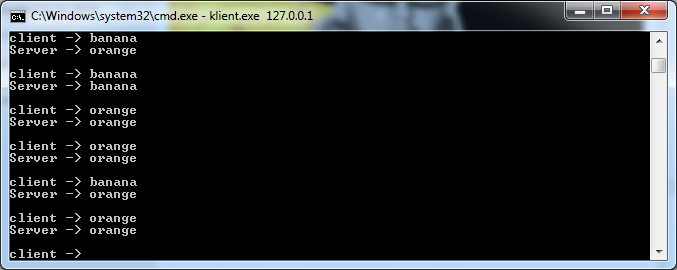 C:\Windows\system32\cmd.exe - klient.exe 127.0.0.1
client -> banana
Server -> orange
client -> banana
Server -> banana
client -> orange
Server -> orange
client -> orange
Server -> orange
client -> banana
Server -> orange
client -> orange
Server -> orange
client ->